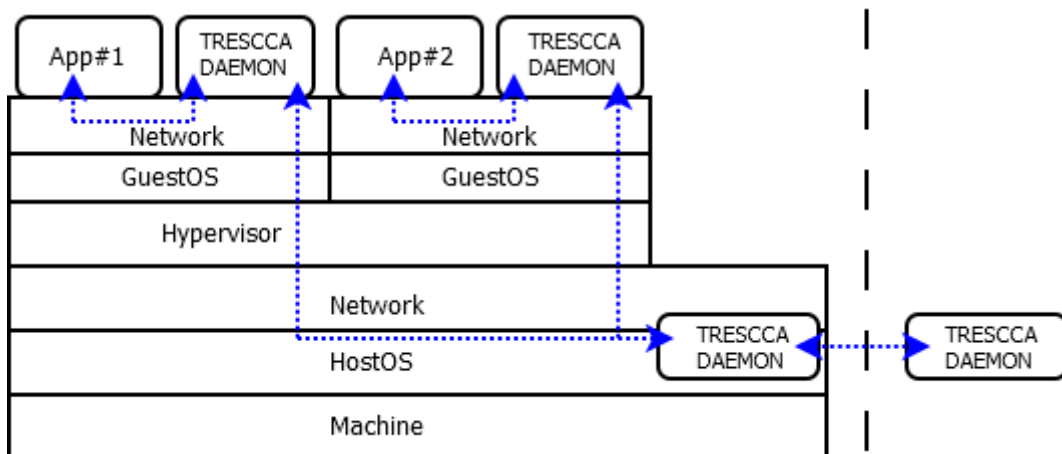 App#1
TRESCCA
DAEMON
App#2
TRESCCA
DAEMON
Network
Network
GuestOS
GuestOS
Hypervisor
Network
HostOS
TRESCCA
DAEMON
TRESCCA
DAEMON
Machine